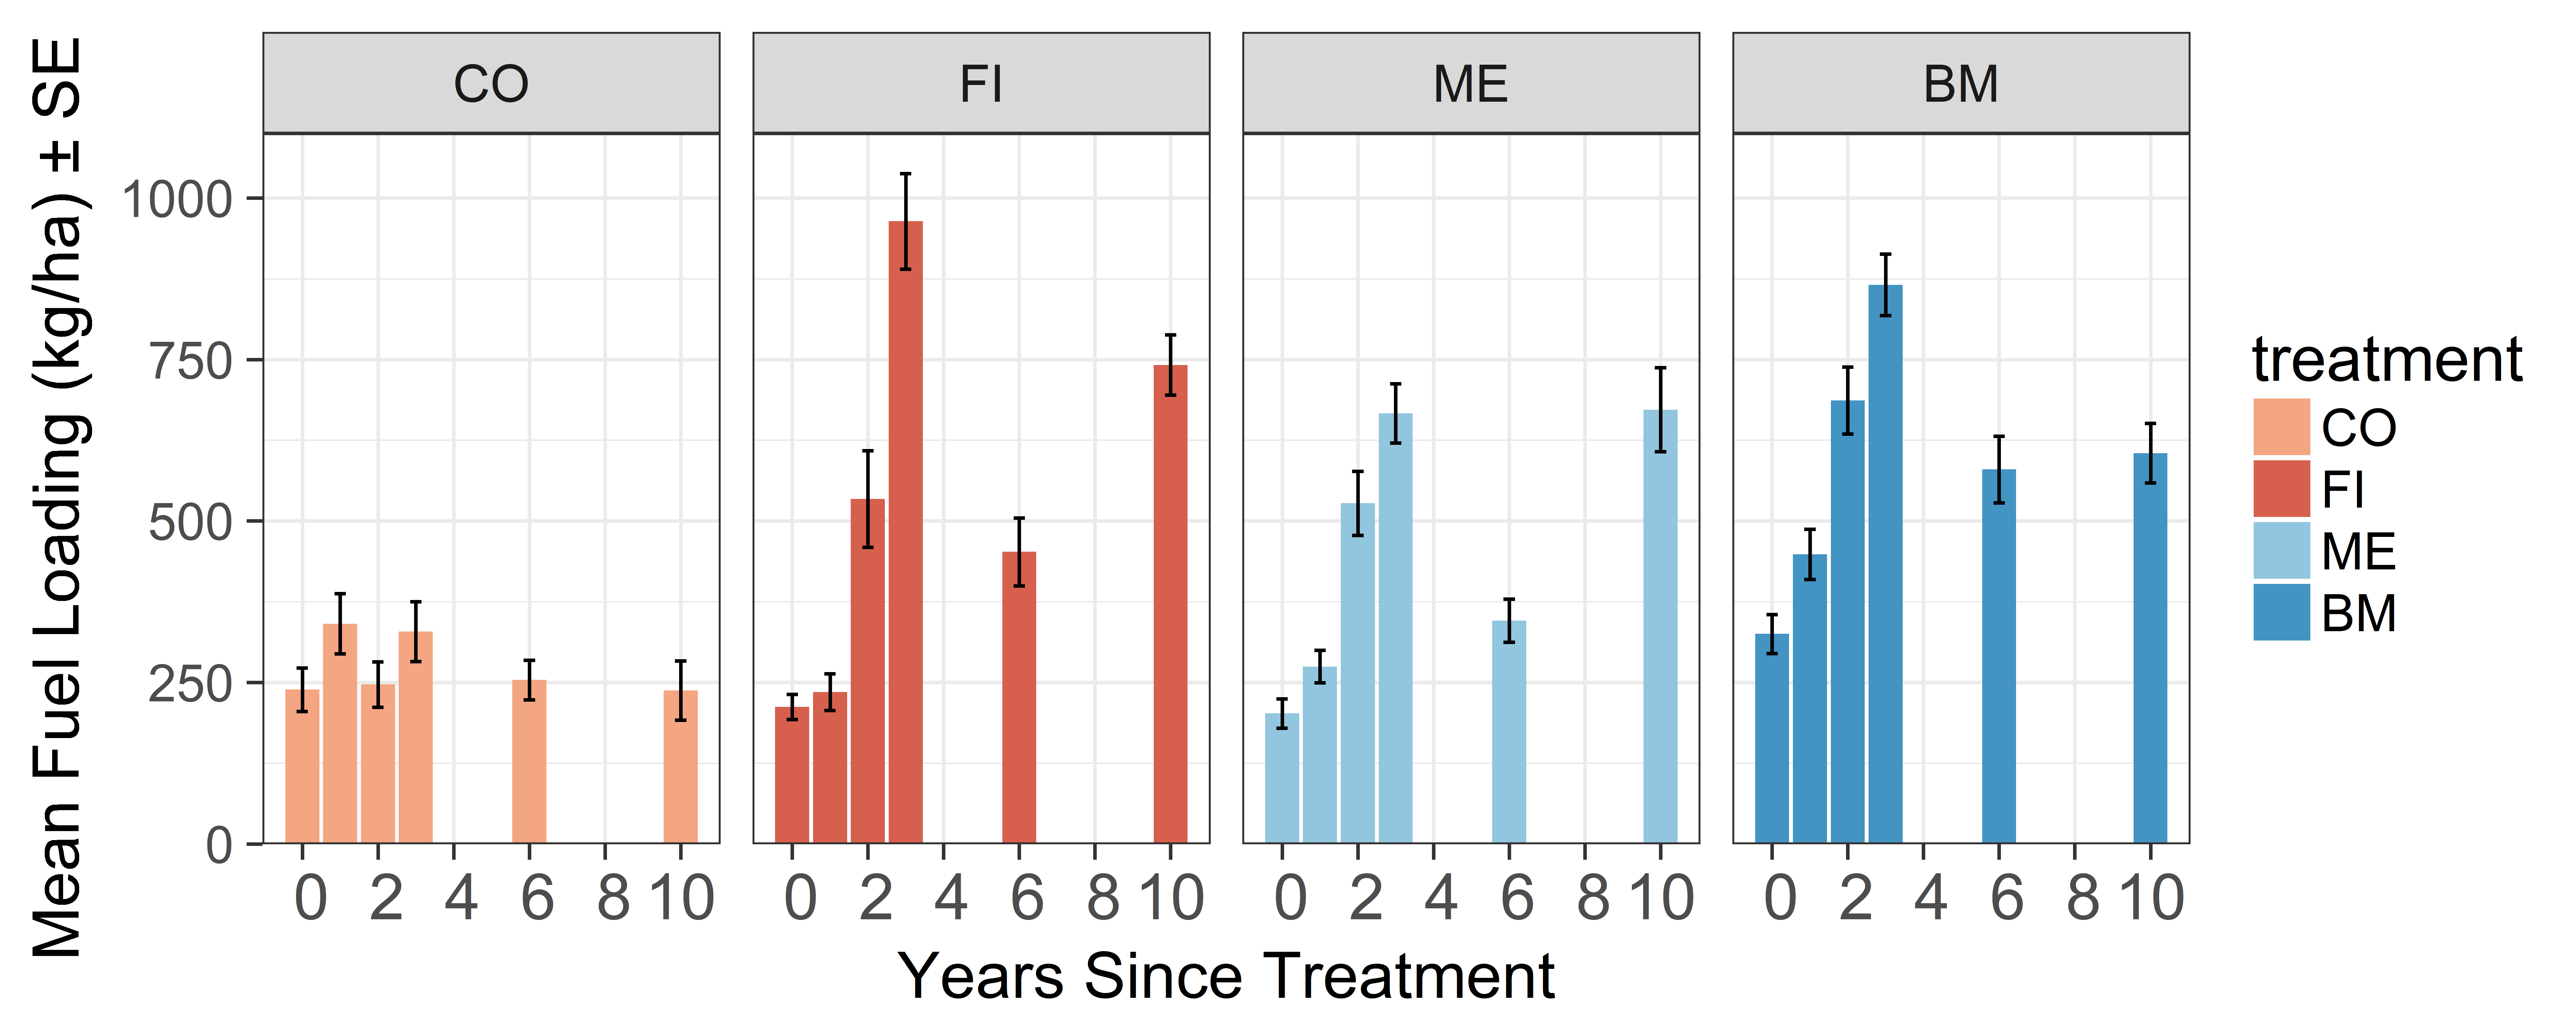 Mean Fuel Loading (kg/ha) ± SE
CO
FI
ME
BM
1000
750
500
250
0
0 2 4 6 8 10
0 2 4 6 8 10
0 2 4 6 8 10
0 2 4 6 8 10
Years Since Treatment
treatment
CO
FI
ME
BM